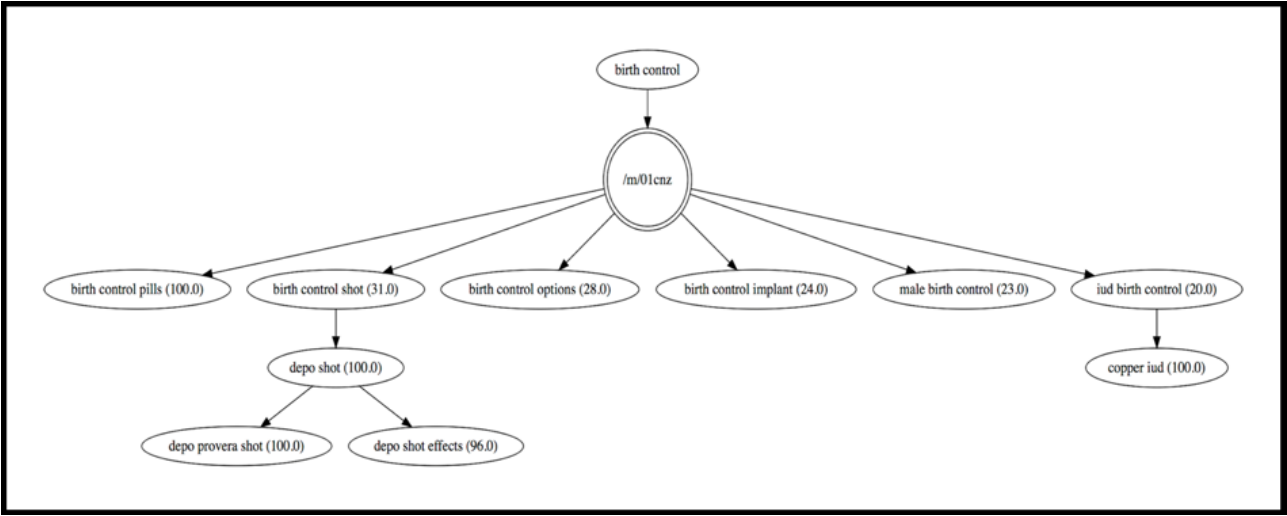 birth control
/m/01cnz
birth control pills (100.0)
birth control shot (31.0)
birth control options (28.0)
birth control implant (24.0)
male birth control (23.0)
iud birth control (20.0)
depo shot (100.0)
copper iud (100.0)
depo provera shot (100.0)
depo shot effects (96.0)